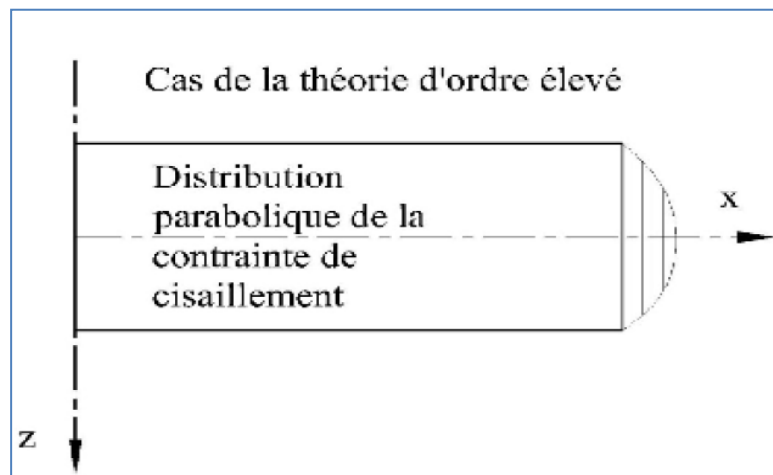 Cas de la théorie d'ordre élevé
Distribution
parabolique de la
contrainte de
cisaillement
x
z